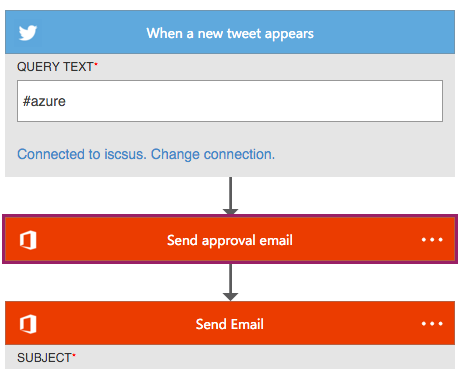 When a new tweet appears
QUERY TEXT*
#azure
Connected to iscsus. Change connection.
Send approval email
Send Email
SUBJECT*